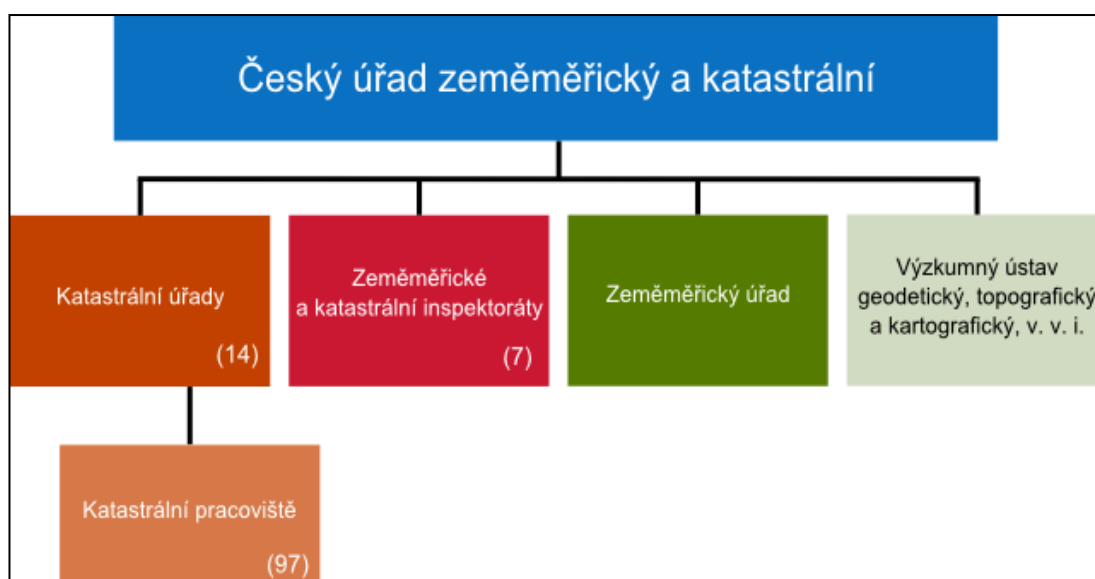 Český úřad zeměměřický a katastrální
Katastrální úřady
(14)
Zeměměřické
a katastrální inspektoráty
(7)
Zeměměřický úřad
Výzkumný ústav
geodetický, topografický
a kartografický, v. v. i.
Katastrální pracoviště
(97)